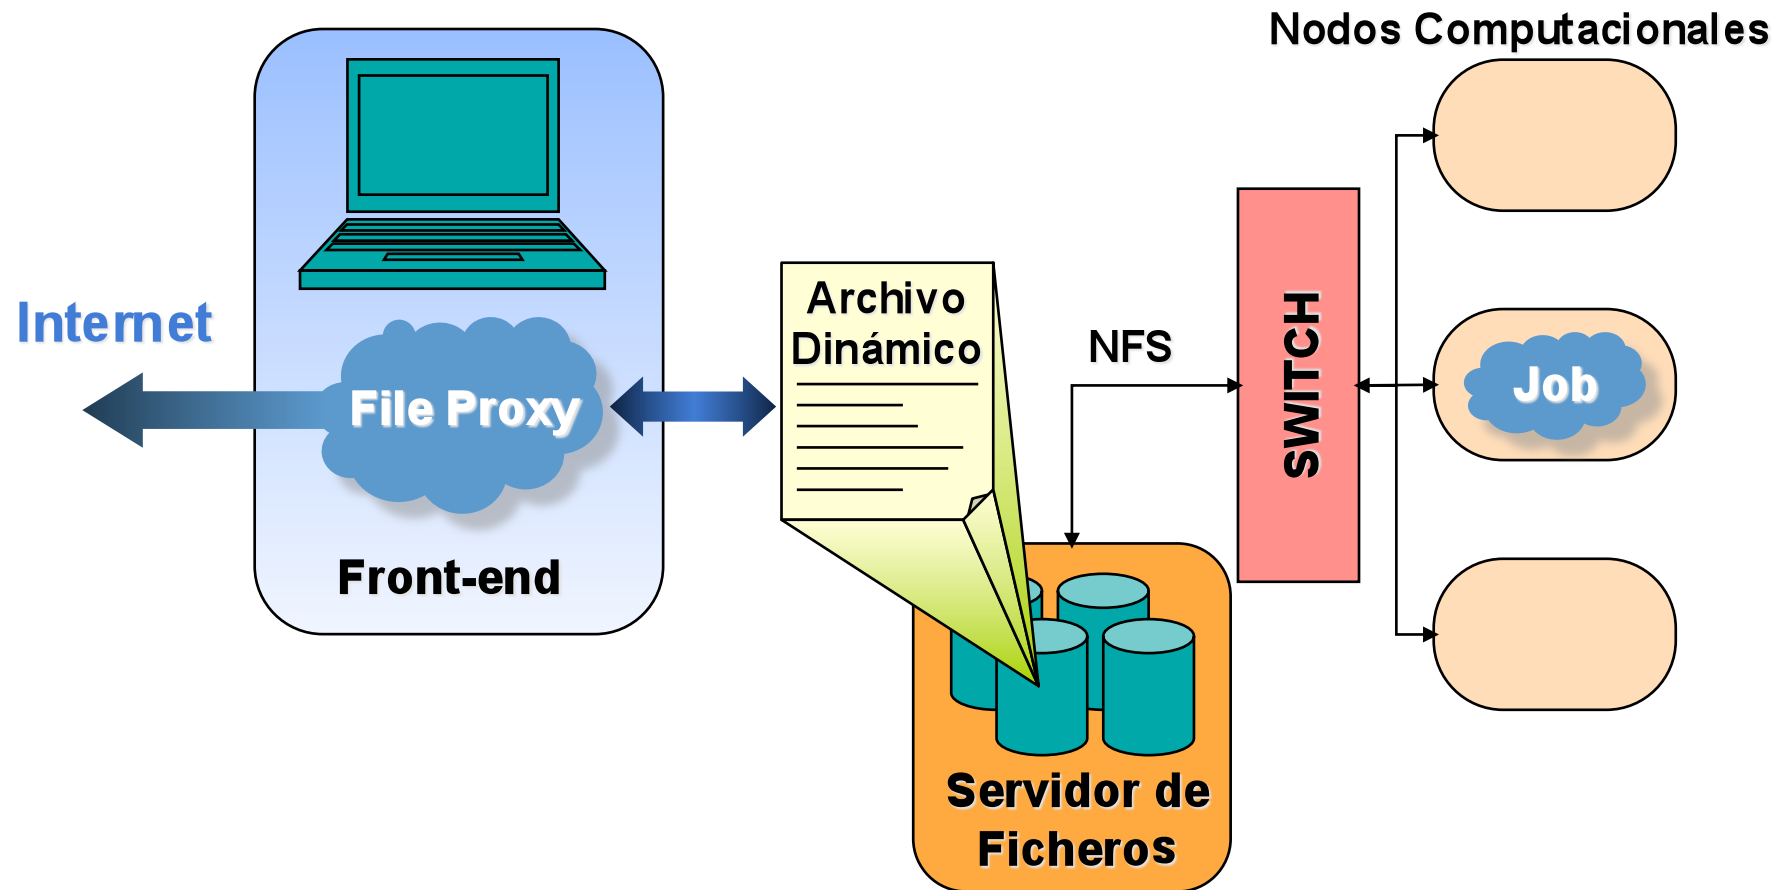 Nodos Computacionales
Internet
File Proxy
Front-end
Archivo
Dinámico
NFS
SWITCH
Job
Servidor de
Ficheros